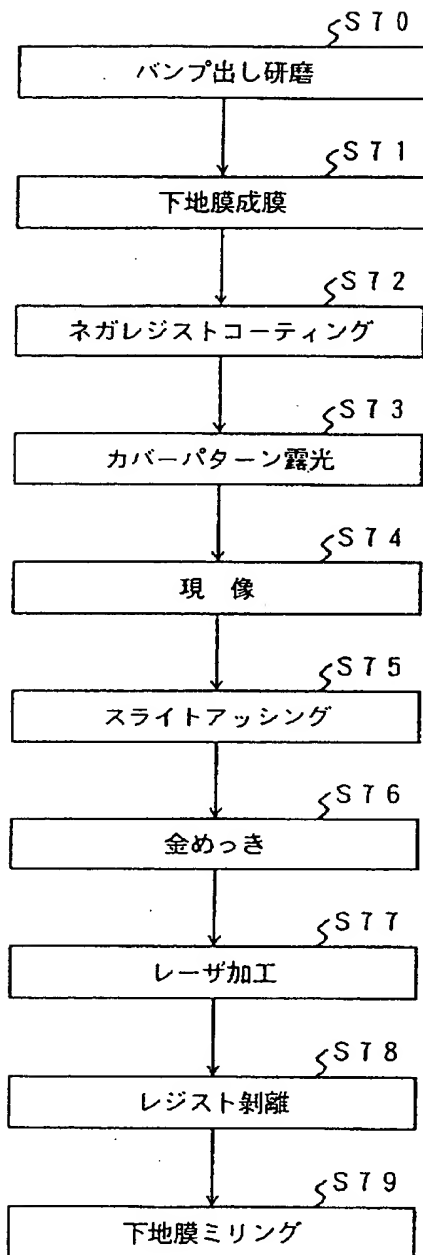 S70
バンプ出し研磨
S71
下地膜成膜
S72
ネガレジストコーティング
S73
カバーパターン露光
S74
現 像
S75
スライトアッシング
S76
金めっき
S77
レーザ加工
S78
レジスト剝離
S79
下地膜ミリング